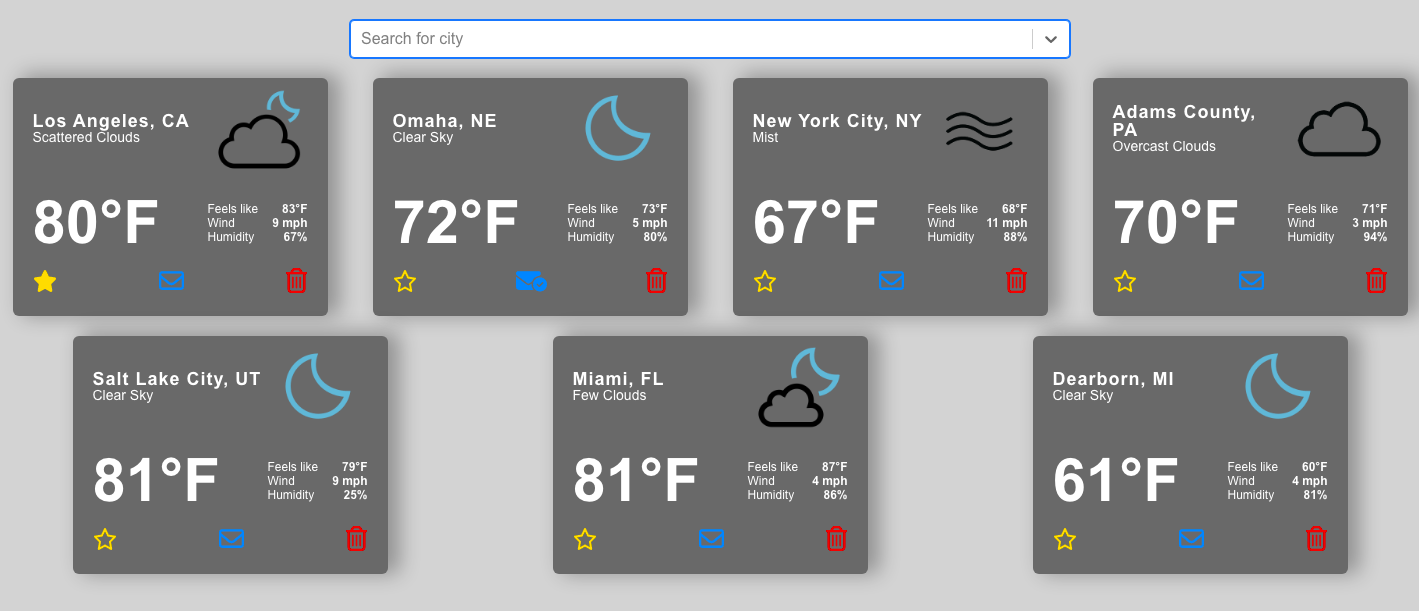 Search for city
Los Angeles, CA
Scattered Clouds
80°F
Feels like 83°F
Wind 9 mph
Humidity 67%
Omaha, NE
Clear Sky
72°F
Feels like 73°F
Wind 5 mph
Humidity 80%
New York City, NY
Mist
67°F
Feels like 68°F
Wind 11 mph
Humidity 88%
Adams County,
PA
Overcast Clouds
70°F
Feels like 71°F
Wind 3 mph
Humidity 94%
Salt Lake City, UT
Clear Sky
81°F
Feels like 79°F
Wind 9 mph
Humidity 25%
Miami, FL
Few Clouds
81°F
Feels like 87°F
Wind 4 mph
Humidity 86%
Dearborn, MI
Clear Sky
61°F
Feels like 60°F
Wind 4 mph
Humidity 81%